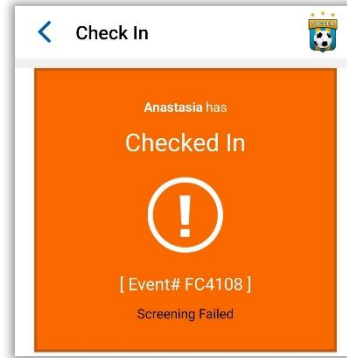 Check In
Anastasia has
Checked In
!
[ Event# FC4108 ]
Screening Failed